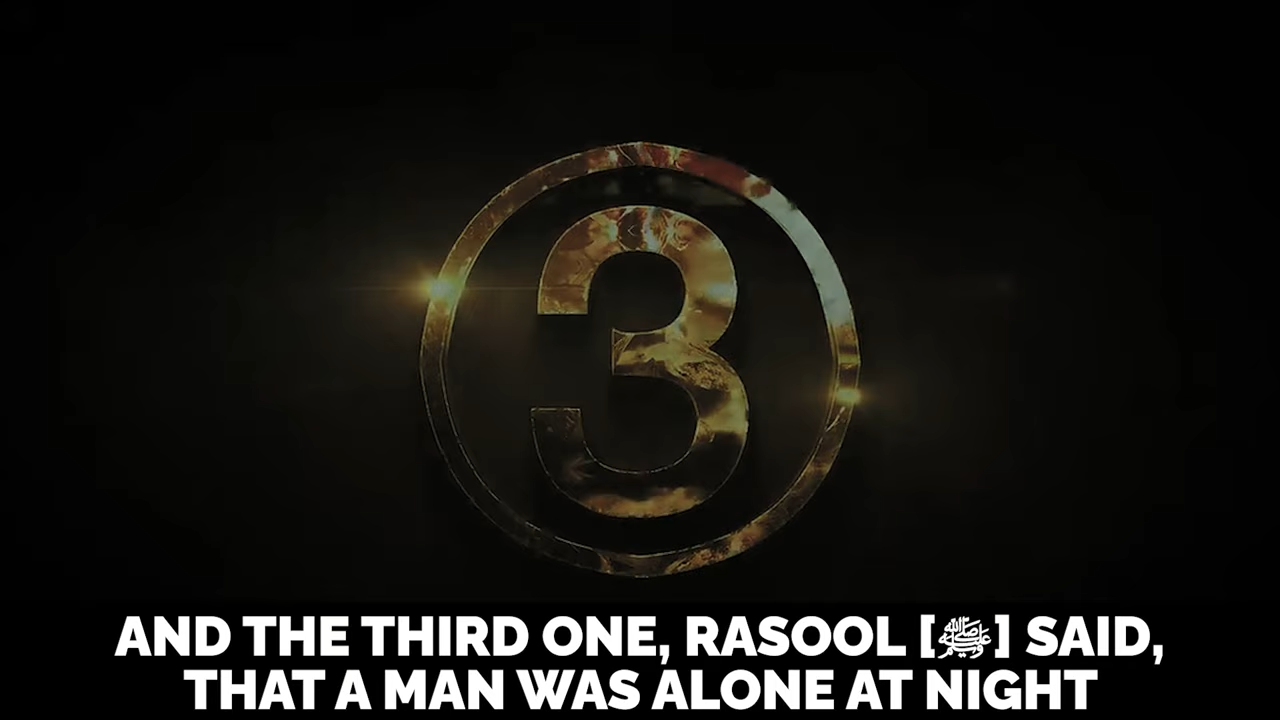 3
AND THE THIRD ONE, RASOOL [ﷺ] SAID,
THAT A MAN WAS ALONE AT NIGHT